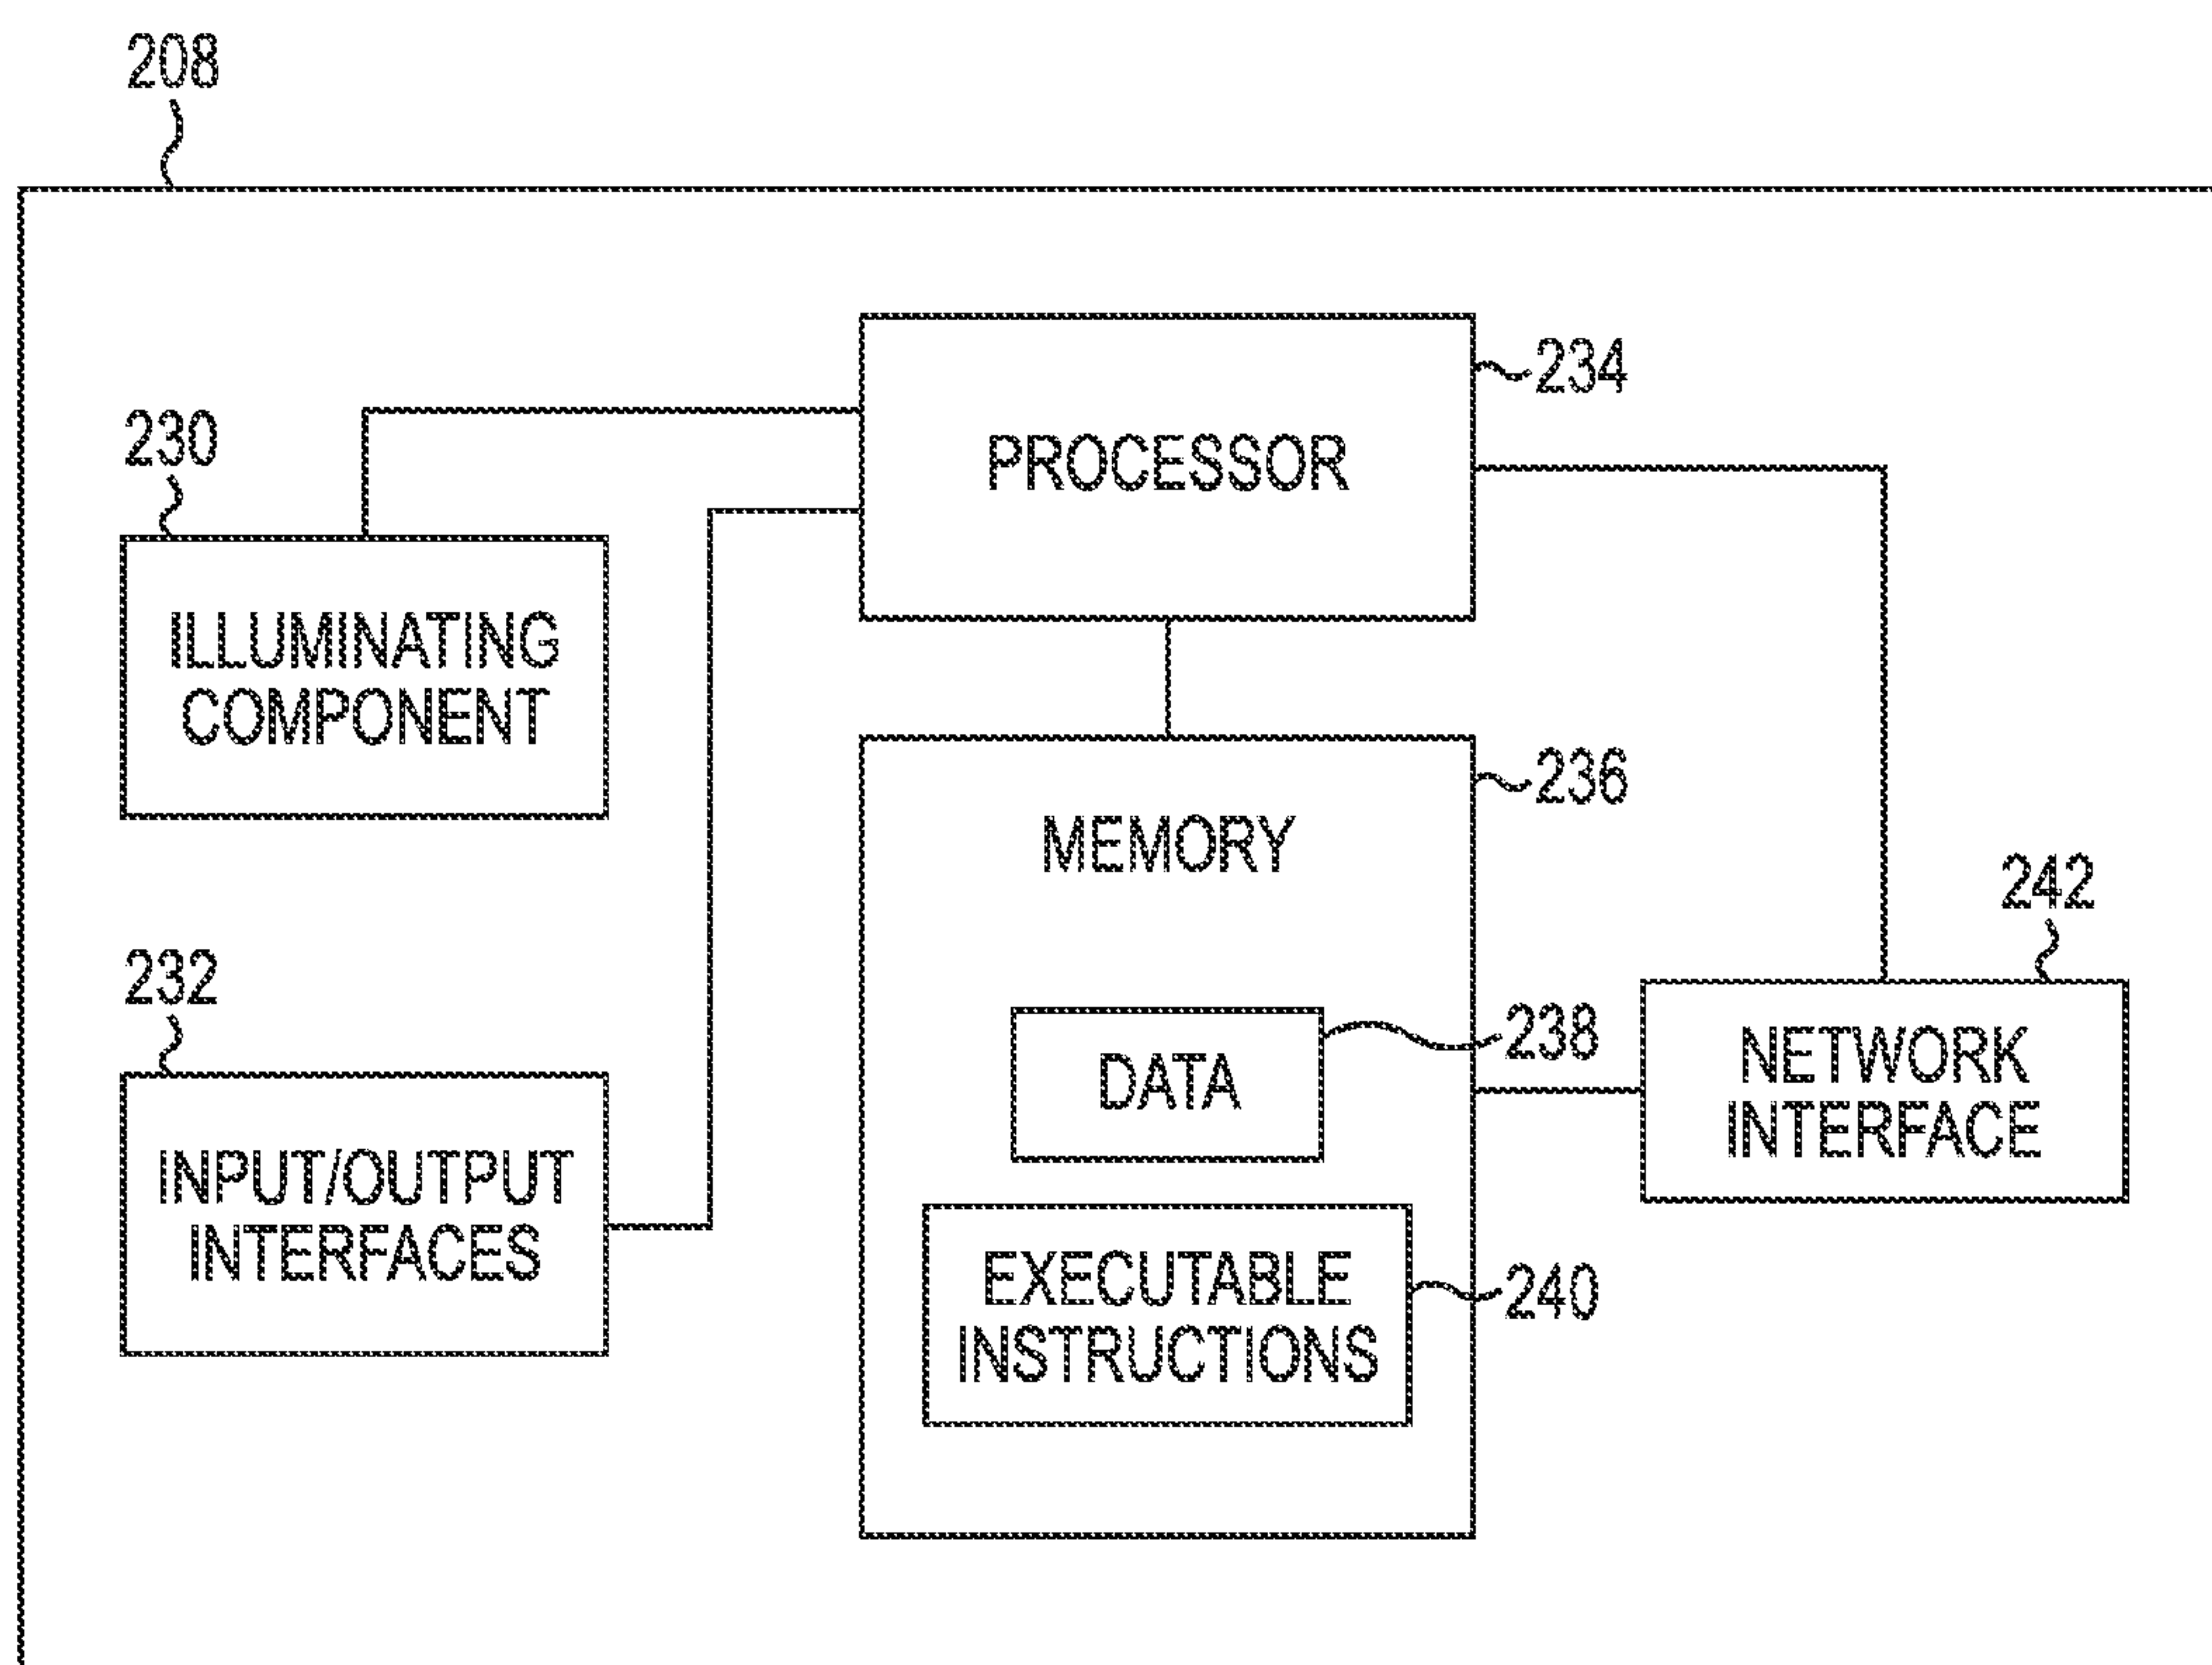 208
234
PROCESSOR
230
ILLUMINATING
COMPONENT
236
MEMORY
242
232
238
DATA
NETWORK
INTERFACE
INPUT/OUTPUT
INTERFACES
EXECUTABLE
INSTRUCTIONS
240